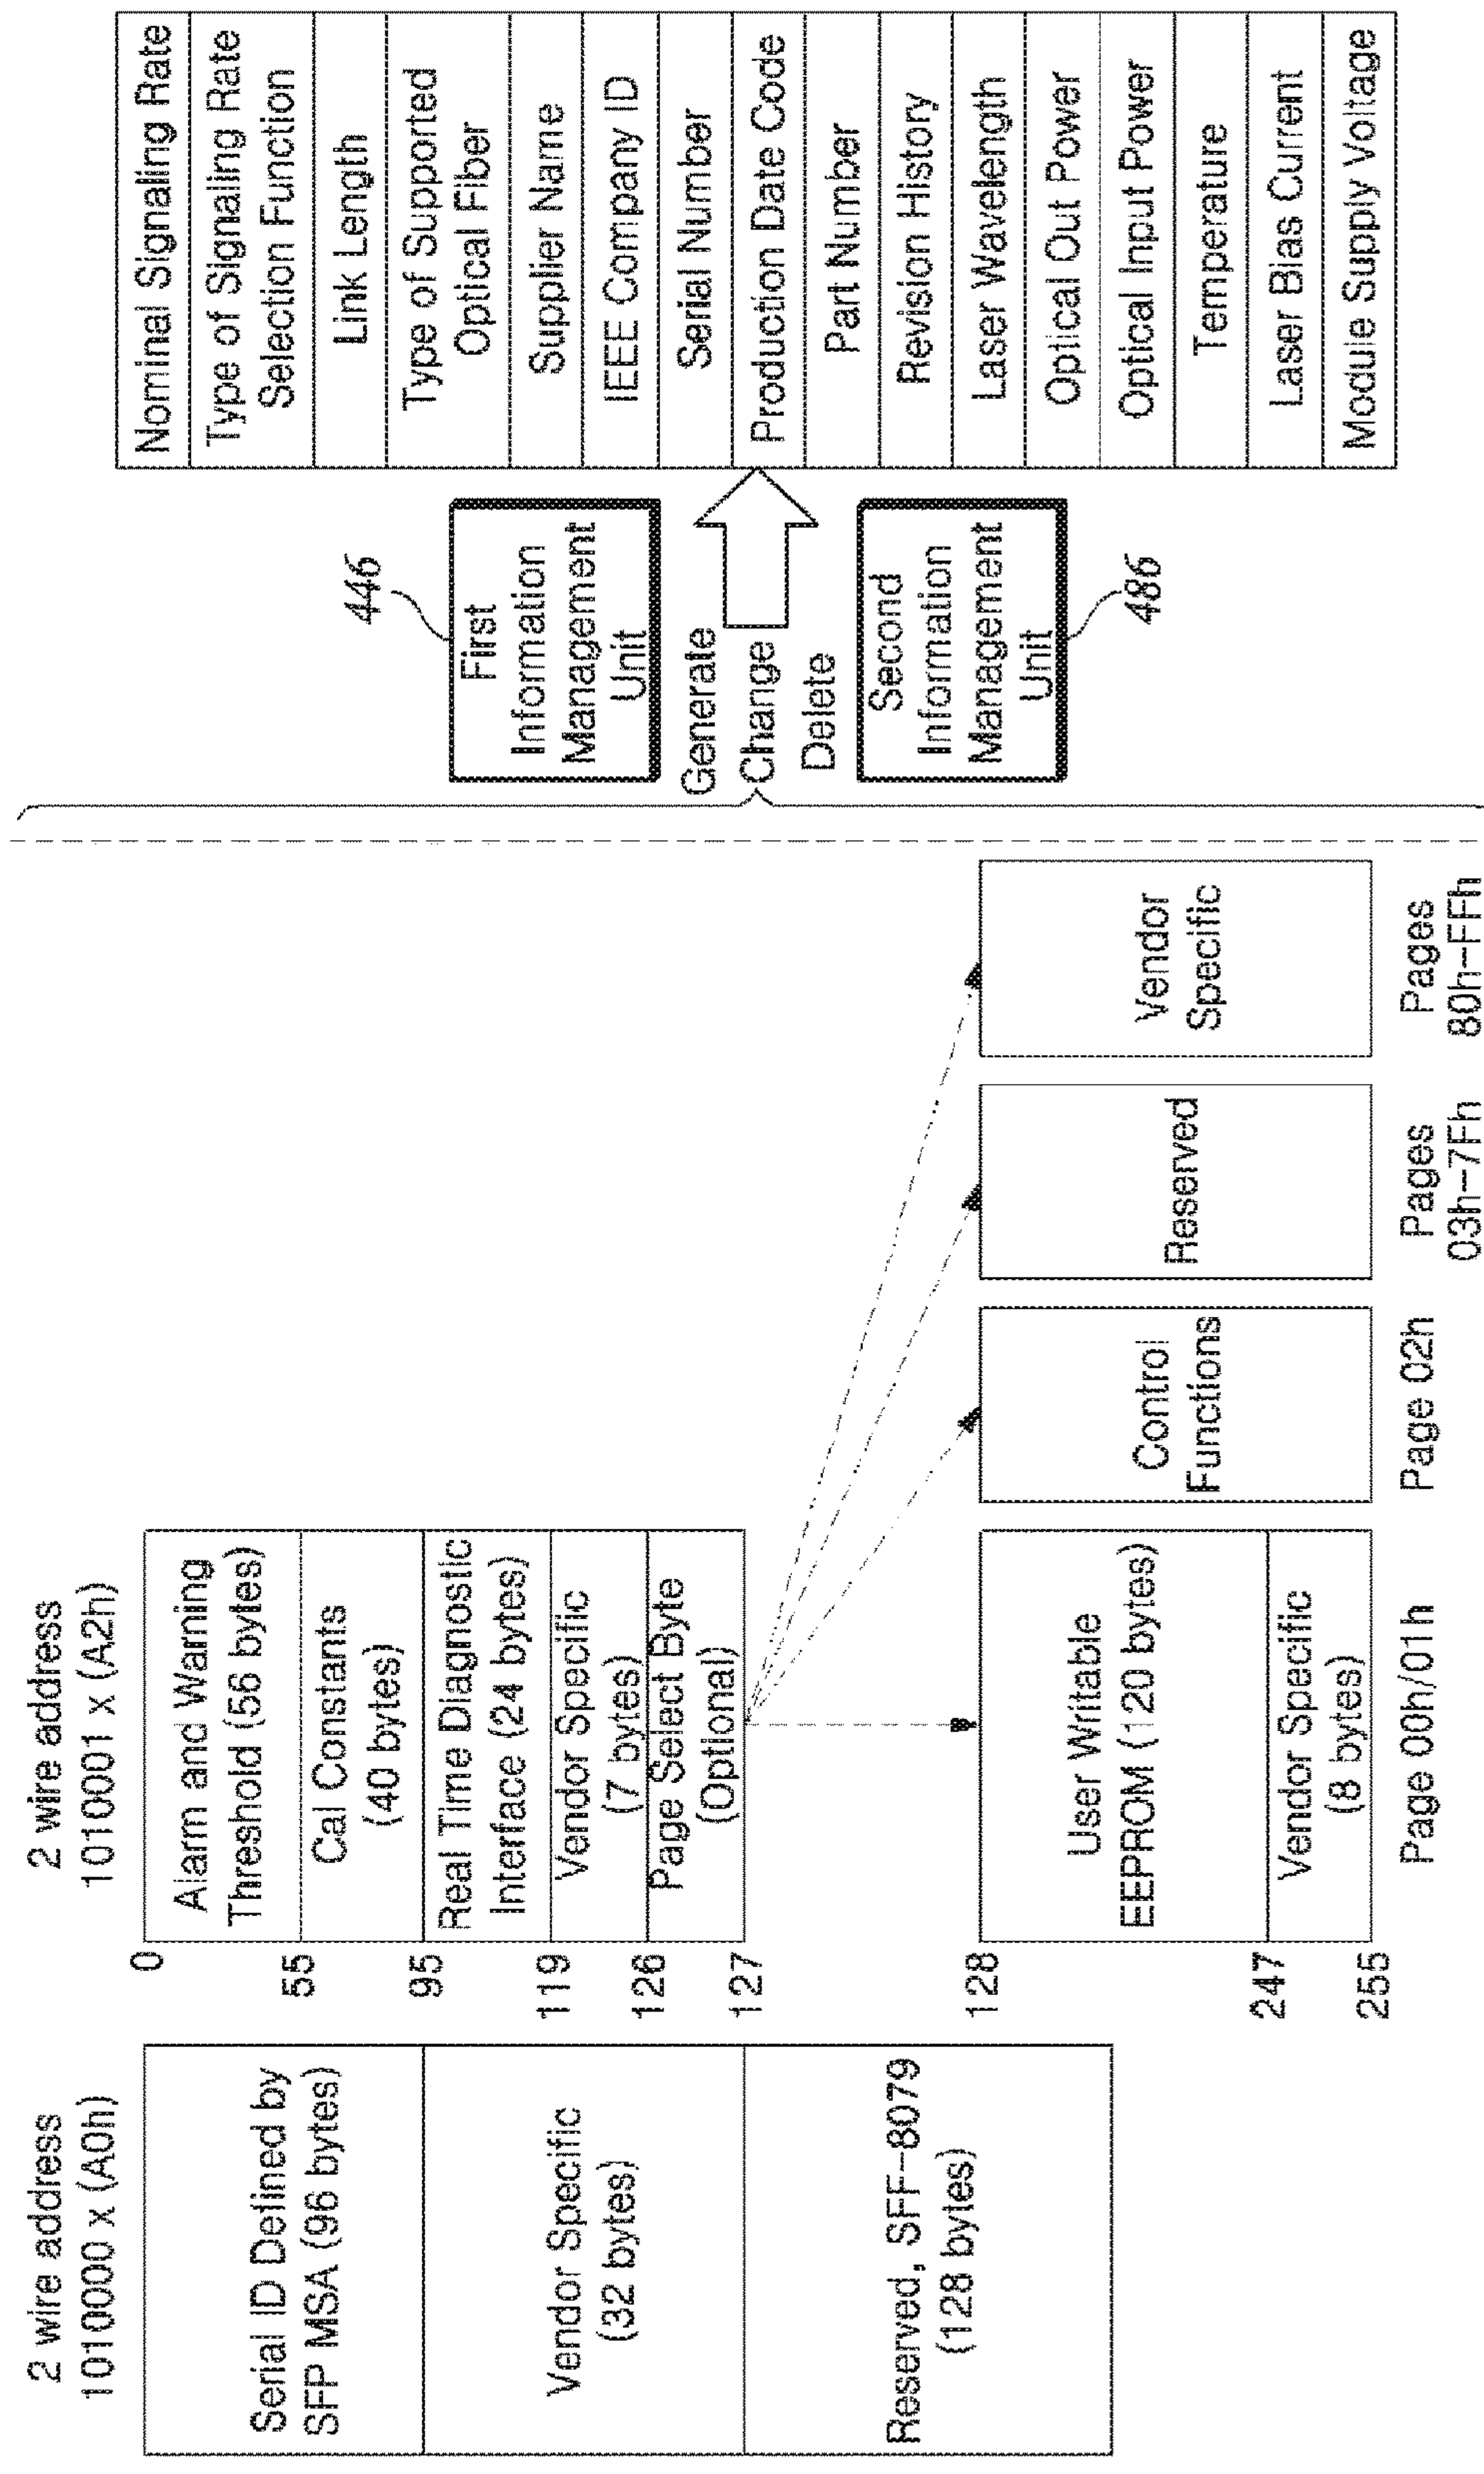 2 wire address
1010000 x (A0h)
Serial ID Defined by
SFP MSA (96 bytes)
Vendor Specific
(32 bytes)
Reserved, SFF-8079
(128 bytes)
2 wire address
1010001 x (A2h)
0
55
95
119
126
127
Alarm and Warning
Threshold (56 bytes)
Cal Constants
(40 bytes)
Real Time Diagnostic
Interface (24 bytes)
Vendor Specific
(7 bytes)
Page Select Byte
(Optional)
128
247
255
User Writable
EEPROM (120 bytes)
Vendor Specific
(8 bytes)
Page 00h/01h
Control
Functions
Page 02h
Reserved
Pages
03h-7Fh
Vendor
Specific
Pages
80h-FFh
446
First
Information
Management
Unit
Generate
Change
Delete
Second
Information
Management
Unit
486
Nominal Signaling Rate
Type of Signaling Rate
Selection Function
Link Length
Type of Supported
Optical Fiber
Supplier Name
IEEE Company ID
Serial Number
Production Date Code
Part Number
Revision History
Laser Wavelength
Optical Out Power
Optical Input Power
Temperature
Laser Bias Current
Module Supply Voltage